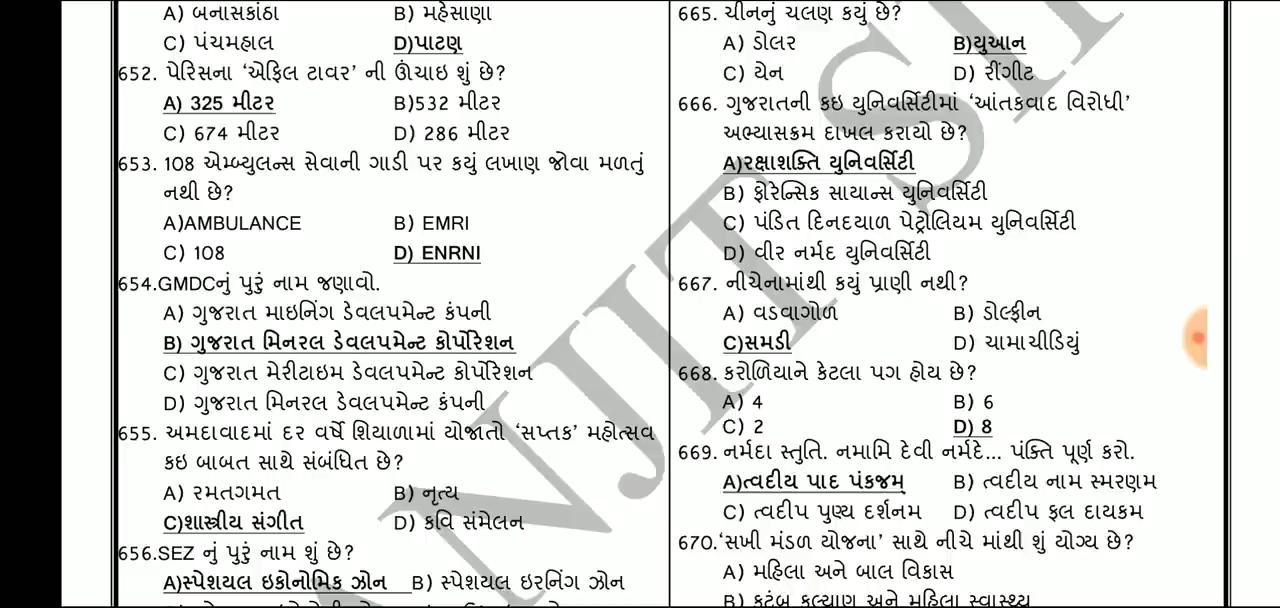 A) બનાસકાંઠા B) મહેસાણા
C) પંચમહાલ D)પાટણ
652. પેરિસના 'એફિલ ટાવર' ની ઊંચાઇ શું છે?
A) 325 મીટર B)532 મીટર
C) 674 મીટર D) 286 મીટર
653. 108 એમ્બ્યુલન્સ સેવાની ગાડી પર કયું લખાણ જોવા મળતું
નથી છે?
A)AMBULANCE B) EMRI
C) 108 D) ENRNI
654.GMDCનું પુરું નામ જણાવો.
A) ગુજરાત માઇનિંગ ડેવલપમેન્ટ કંપની
B) ગુજરાત મિનરલ ડેવલપમેન્ટ કોર્પોરેશન
C) ગુજરાત મેરીટાઇમ ડેવલપમેન્ટ કોર્પોરેશન
D) ગુજરાત મિનરલ ડેવલપમેન્ટ કંપની
655. અમદાવાદમાં દર વર્ષે શિયાળામાં યોજાતો 'સપ્તક' મહોત્સવ
કઇ બાબત સાથે સંબંધિત છે?
A) રમતગમત B) નૃત્ય
C)શાસ્ત્રીય સંગીત D) કવિ સંમેલન
656.SEZ નું પુરું નામ શું છે?
A)સ્પેશયલ ઇકોનોમિક ઝોન B) સ્પેશયલ ઇરનિંગ ઝોન
665. ચીનનું ચલણ કયું છે?
A) ડોલર B)યુઆન
C) યેન D) રીંગીટ
666. ગુજરાતની કઇ યુનિવર્સિટીમાં 'આંતકવાદ વિરોધી'
અભ્યાસક્રમ દાખલ કરાયો છે?
A)રક્ષાશક્તિ યુનિવર્સિટી
B) ફોરેન્સિક સાયાન્સ યુનિવર્સિટી
C) પંડિત દિનદયાળ પેટ્રોલિયમ યુનિવર્સિટી
D) વીર નર્મદ યુનિવર્સિટી
667. નીચેનામાંથી કયું પ્રાણી નથી?
A) વડવાગોળ B) ડોલ્ફીન
C)સમડી D) ચામાચીડિયું
668. કરોળિયાને કેટલા પગ હોય છે?
A) 4 B) 6
C) 2 D) 8
669. નર્મદા સ્તુતિ. નમામિ દેવી નર્મદે... પંક્તિ પૂર્ણ કરો.
A)ત્વદીય પાદ પંકજમ્ B) ત્વદીય નામ સ્મરણમ
C) ત્વદીપ પુણ્ય દર્શનમ D) ત્વદીપ ફલ દાયકમ
670.'સખી મંડળ યોજના' સાથે નીચે માંથી શું યોગ્ય છે?
A) મહિલા અને બાલ વિકાસ
B) કુટુંબ કલ્યાણ અને મહિલા સ્વાસ્થ્ય